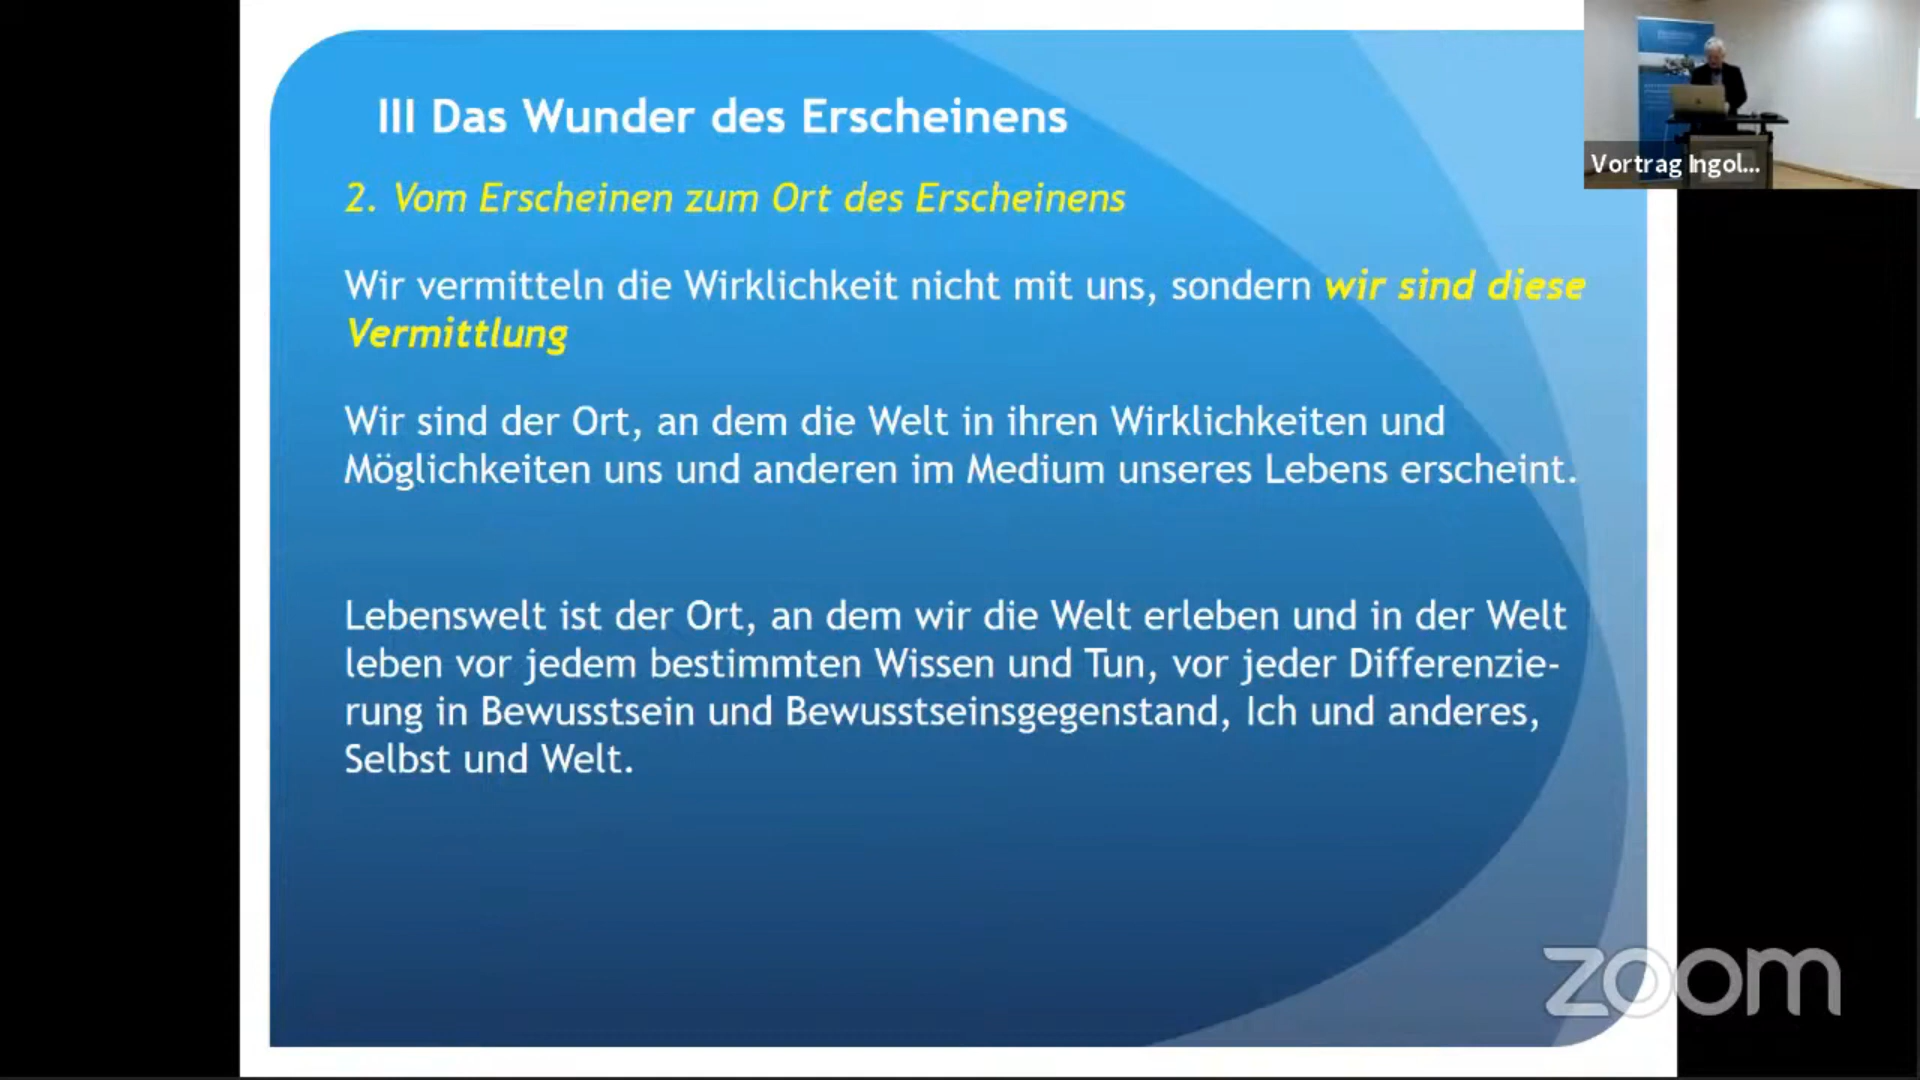 III Das Wunder des Erscheinens
2. Vom Erscheinen zum Ort des Erscheinens
Wir vermitteln die Wirklichkeit nicht mit uns, sondern wir sind diese
Vermittlung
Wir sind der Ort, an dem die Welt in ihren Wirklichkeiten und
Möglichkeiten uns und anderen im Medium unseres Lebens erscheint.
Lebenswelt ist der Ort, an dem wir die Welt erleben und in der Welt
leben vor jedem bestimmten Wissen und Tun, vor jeder Differenzie-
rung in Bewusstsein und Bewusstseinsgegenstand, Ich und anderes,
Selbst und Welt.
Vortrag Ingol...
zoom